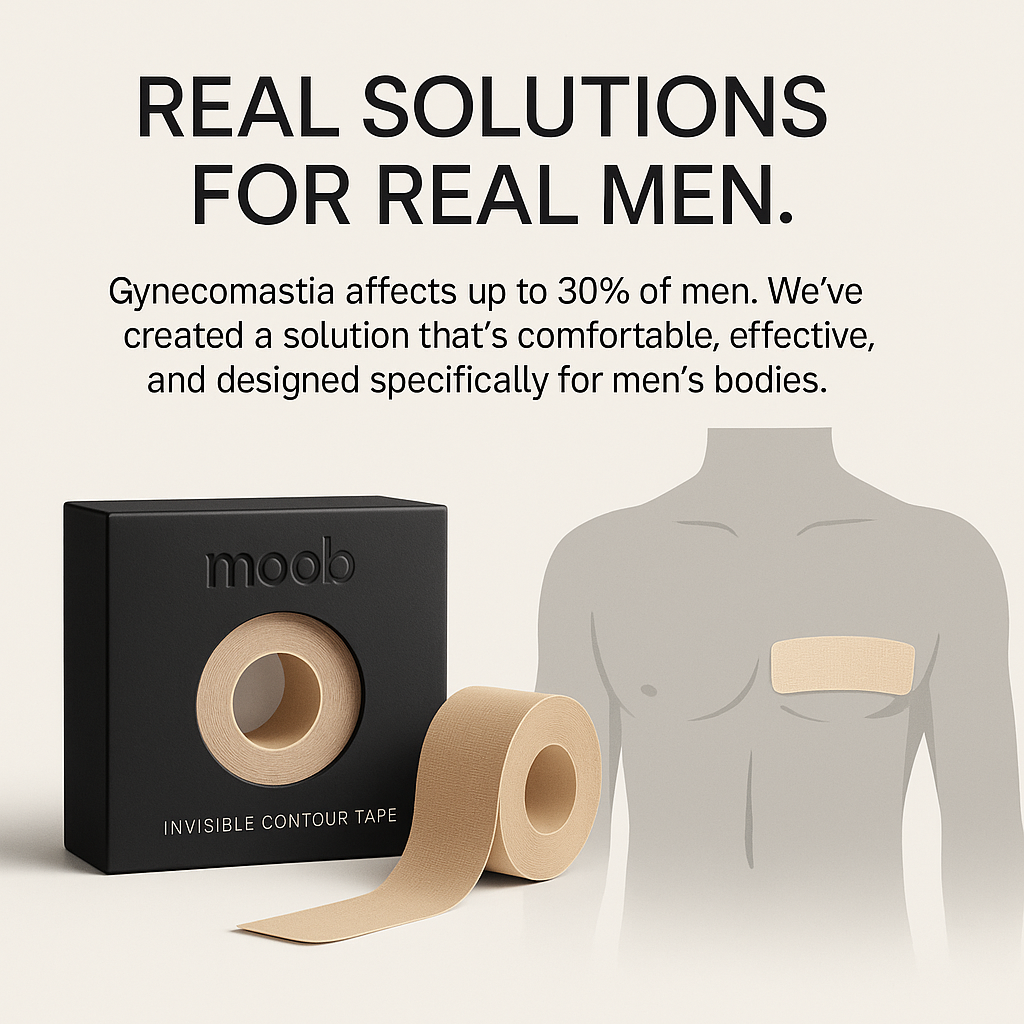 REAL SOLUTIONS
FOR REAL MEN.
Gynecomastia affects up to 30% of men. We’ve
created a solution that’s comfortable, effective,
and designed specifically for men’s bodies.
moob
INVISIBLE CONTOUR TAPE